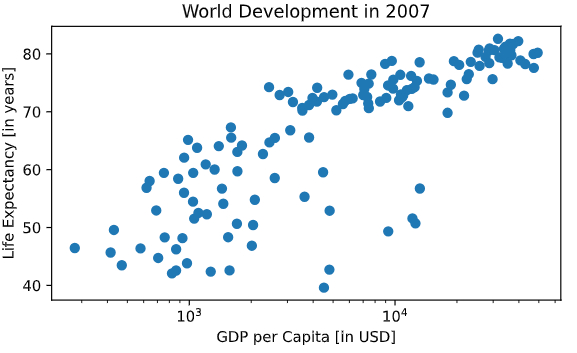 World Development in 2007
Life Expectancy [in years]
80
70
60
50
40
10³
10⁴
GDP per Capita [in USD]